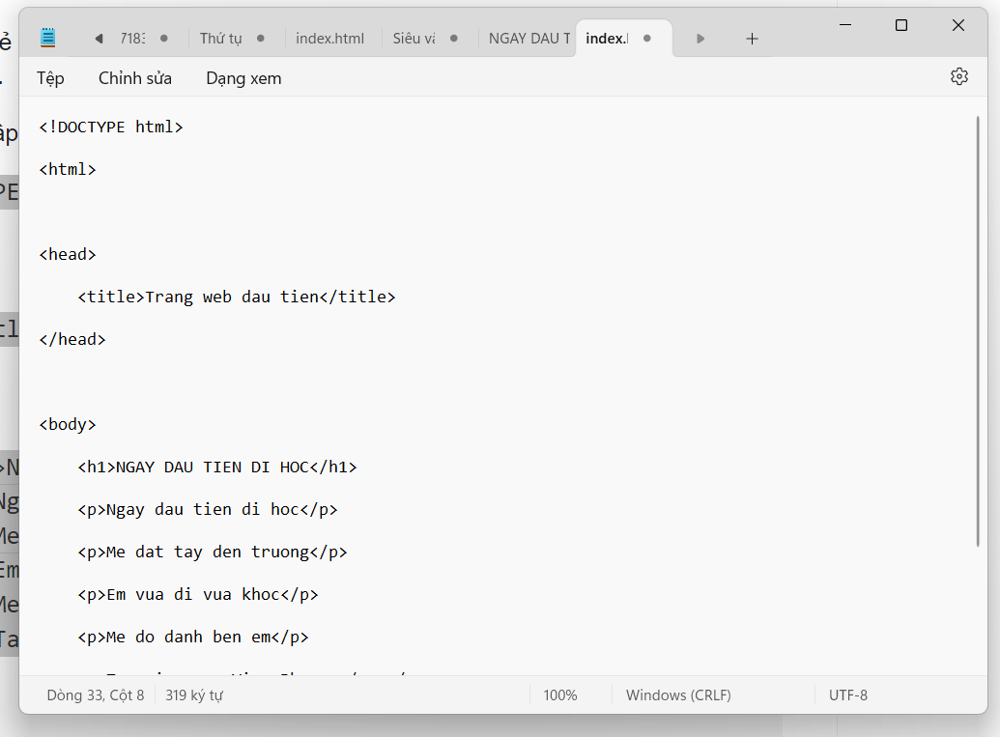 7183 Thứ tự index.html Siêu và NGAY DAU T index.
Tệp Chỉnh sửa Dạng xem
<!DOCTYPE html>
<html>
<head>
<title>Trang web dau tien</title>
</head>
<body>
<h1>NGAY DAU TIEN DI HOC</h1>
<p>Ngay dau tien di hoc</p>
<p>Me dat tay den truong</p>
<p>Em vua di vua khoc</p>
<p>Me do danh ben em</p>
Dòng 33, Cột 8 319 ký tự 100% Windows (CRLF) UTF-8